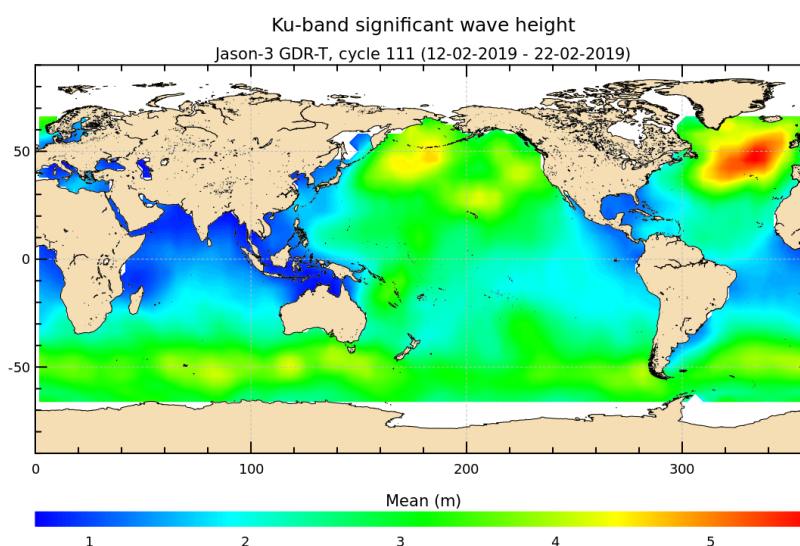 Ku-band significant wave height
Jason-3 GDR-T, cycle 111 (12-02-2019 - 22-02-2019)
50
0
-50
0 100 200 300
Mean (m)
1 2 3 4 5